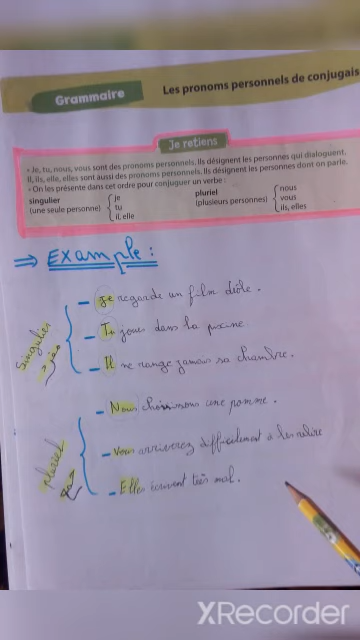 Grammaire
Les pronoms personnels de conjugais
Je retiens
• Je, tu, nous, vous sont des pronoms personnels. Ils désignent les personnes qui dialoguent.
Il, ils, elle, elles sont aussi des pronoms personnels. Ils désignent les personnes dont on parle.
• On les présente dans cet ordre pour conjuguer un verbe :
singulier
(une seule personne)
je
tu
il, elle
pluriel
(plusieurs personnes)
nous
vous
ils, elles
⇒ Example :
Singulier
- Je regarde un film drôle.
- Tu joues dans la piscine
- Il ne range jamais sa chambre.
pluriel
- Nous choisissons une pomme.
- Vous arriverez difficilement à les
- Elles écrivent très mal.
XRecorder